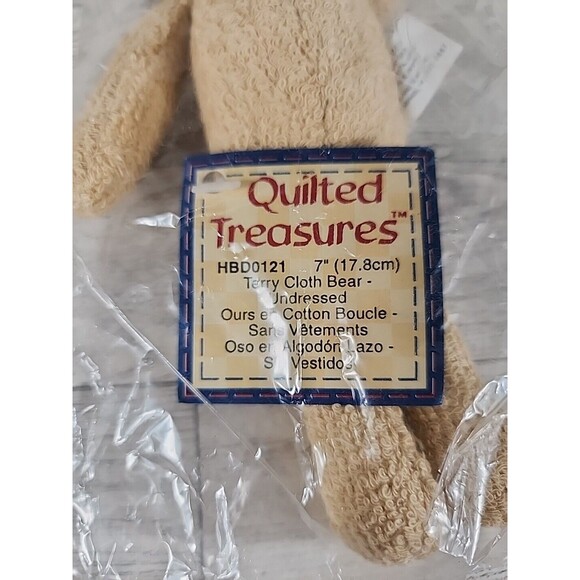 Quilted
Treasures™
HBD0121 7" (17.8cm)
Terry Cloth Bear -
Undressed
Ours en Cotton Boucle -
Sans Vêtements
Oso en Algodón Lazo -
Sin Vestidos